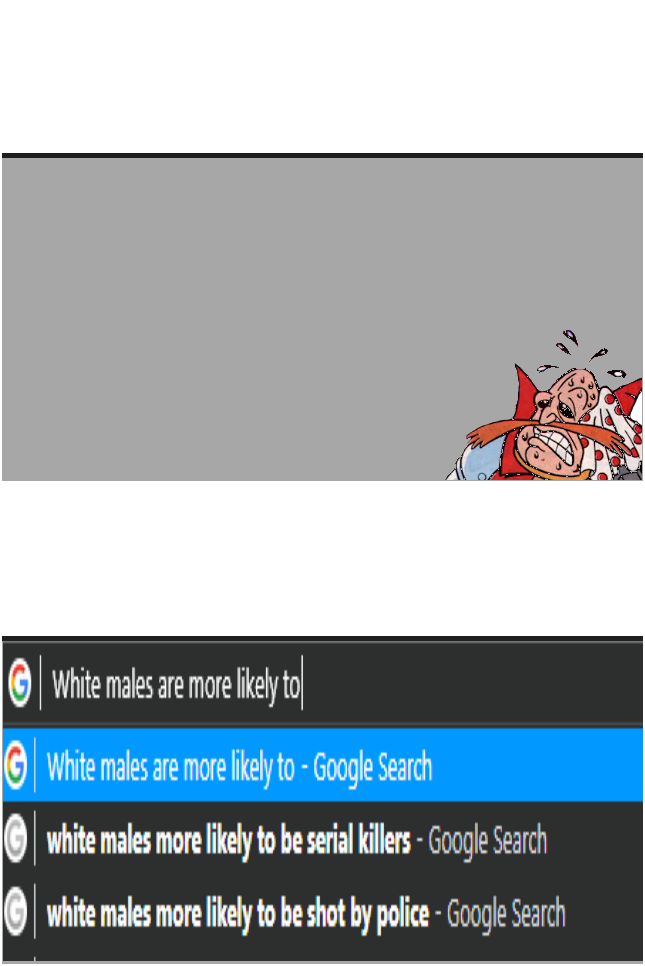 White males are more likely to
White males are more likely to - Google Search
white males more likely to be serial killers - Google Search
white males more likely to be shot by police - Google Search